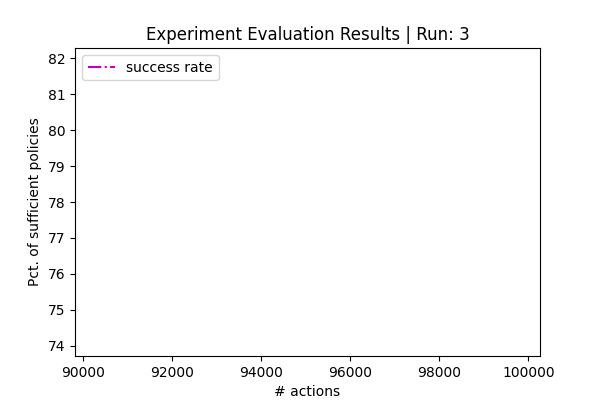 Experiment Evaluation Results | Run: 3
success rate
Pct. of sufficient policies
82
81
80
79
78
77
76
75
74
90000 92000 94000 96000 98000 100000
# actions